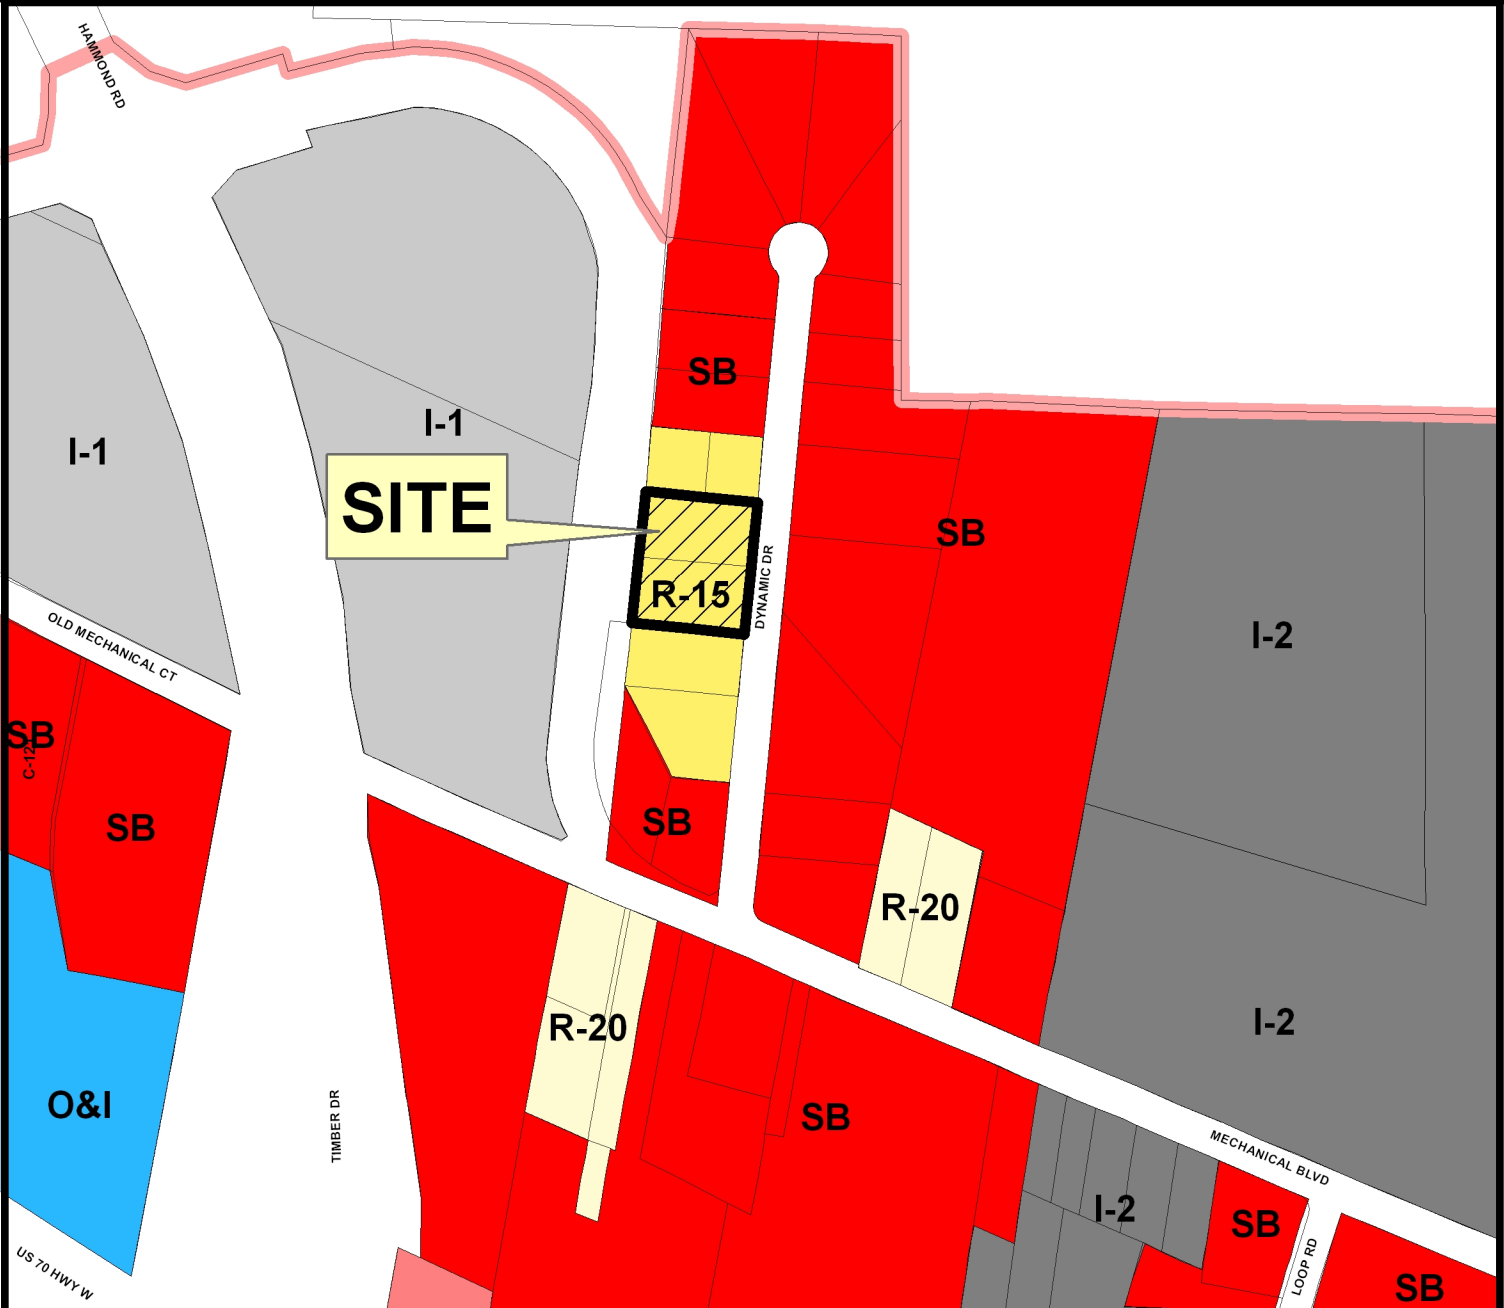 HAMMOND RD
SB
I-1
I-1
SITE
SB
DYNAMIC DR
R-15
I-2
OLD MECHANICAL CT
SB
C-121
SB
SB
R-20
I-2
R-20
O&I
SB
TIMBER DR
MECHANICAL BLVD
I-2
SB
LOOP RD
US 70 HWY W
SB